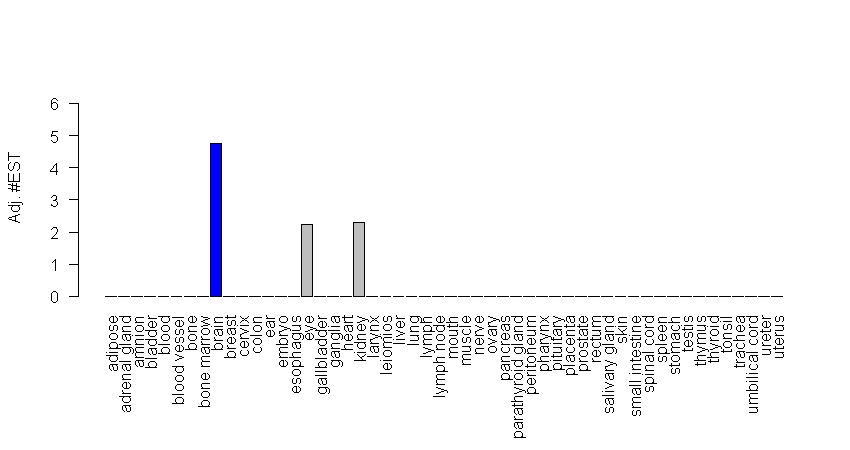 6
5
4
3
2
1
0
Adj. #EST
adipose
adrenal gland
amnion
bladder
blood
blood vessel
bone
bone marrow
brain
breast
cervix
colon
ear
embryo
esophagus
eye
gallbladder
ganglia
heart
kidney
larynx
leiomios
liver
lung
lymph
lymph node
mouth
muscle
nerve
ovary
pancreas
parathyroid gland
peritoneum
pharynx
pituitary
placenta
prostate
rectum
salivary gland
skin
small intestine
spinal cord
spleen
stomach
testis
thymus
thyroid
tonsil
trachea
umbilical cord
ureter
uterus